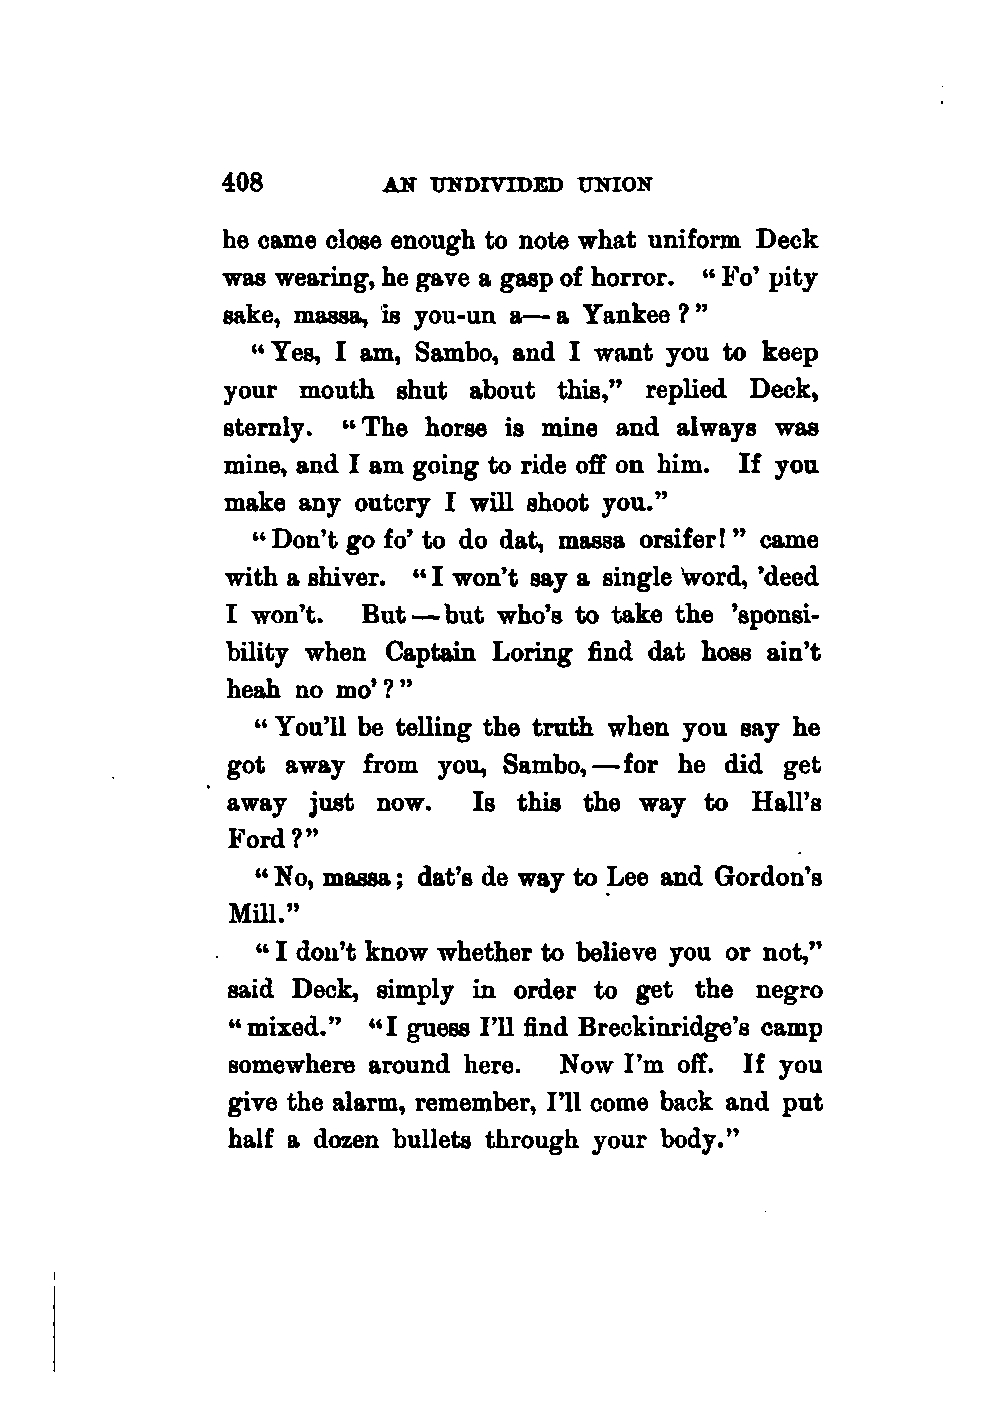 408 AN UNDIVIDED UNION
he came close enough to note what uniform Deck
was wearing, he gave a gasp of horror. “Fo’ pity
sake, massa, is you-un a—a Yankee?”
“Yes, I am, Sambo, and I want you to keep
your mouth shut about this,” replied Deck,
sternly. “The horse is mine and always was
mine, and I am going to ride off on him. If you
make any outcry I will shoot you.”
“Don’t go fo’ to do dat, massa orsifer!” came
with a shiver. “I won’t say a single word, ’deed
I won’t. But—but who’s to take the ’sponsi-
bility when Captain Loring find dat hoss ain’t
heah no mo’?”
“You’ll be telling the truth when you say he
got away from you, Sambo,—for he did get
away just now. Is this the way to Hall’s
Ford?”
“No, massa; dat’s de way to Lee and Gordon’s
Mill.”
“I don’t know whether to believe you or not,”
said Deck, simply in order to get the negro
“mixed.” “I guess I’ll find Breckinridge’s camp
somewhere around here. Now I’m off. If you
give the alarm, remember, I’ll come back and put
half a dozen bullets through your body.”